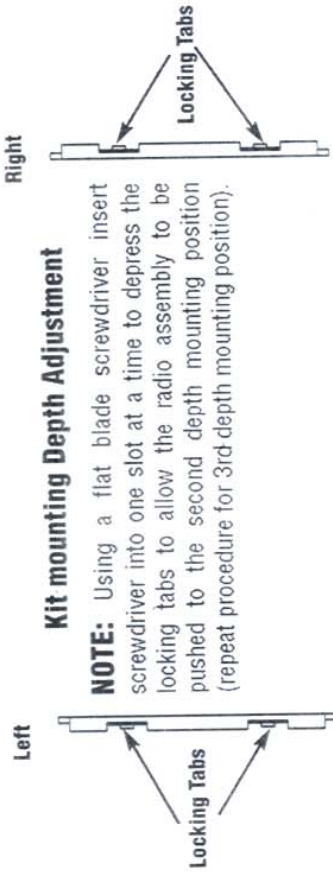 Left
Right
Kit mounting Depth Adjustment
NOTE: Using a flat blade screwdriver insert
screwdriver into one slot at a time to depress the
locking tabs to allow the radio assembly to be
pushed to the second depth mounting position
(repeat procedure for 3rd depth mounting position).
Locking Tabs
Locking Tabs